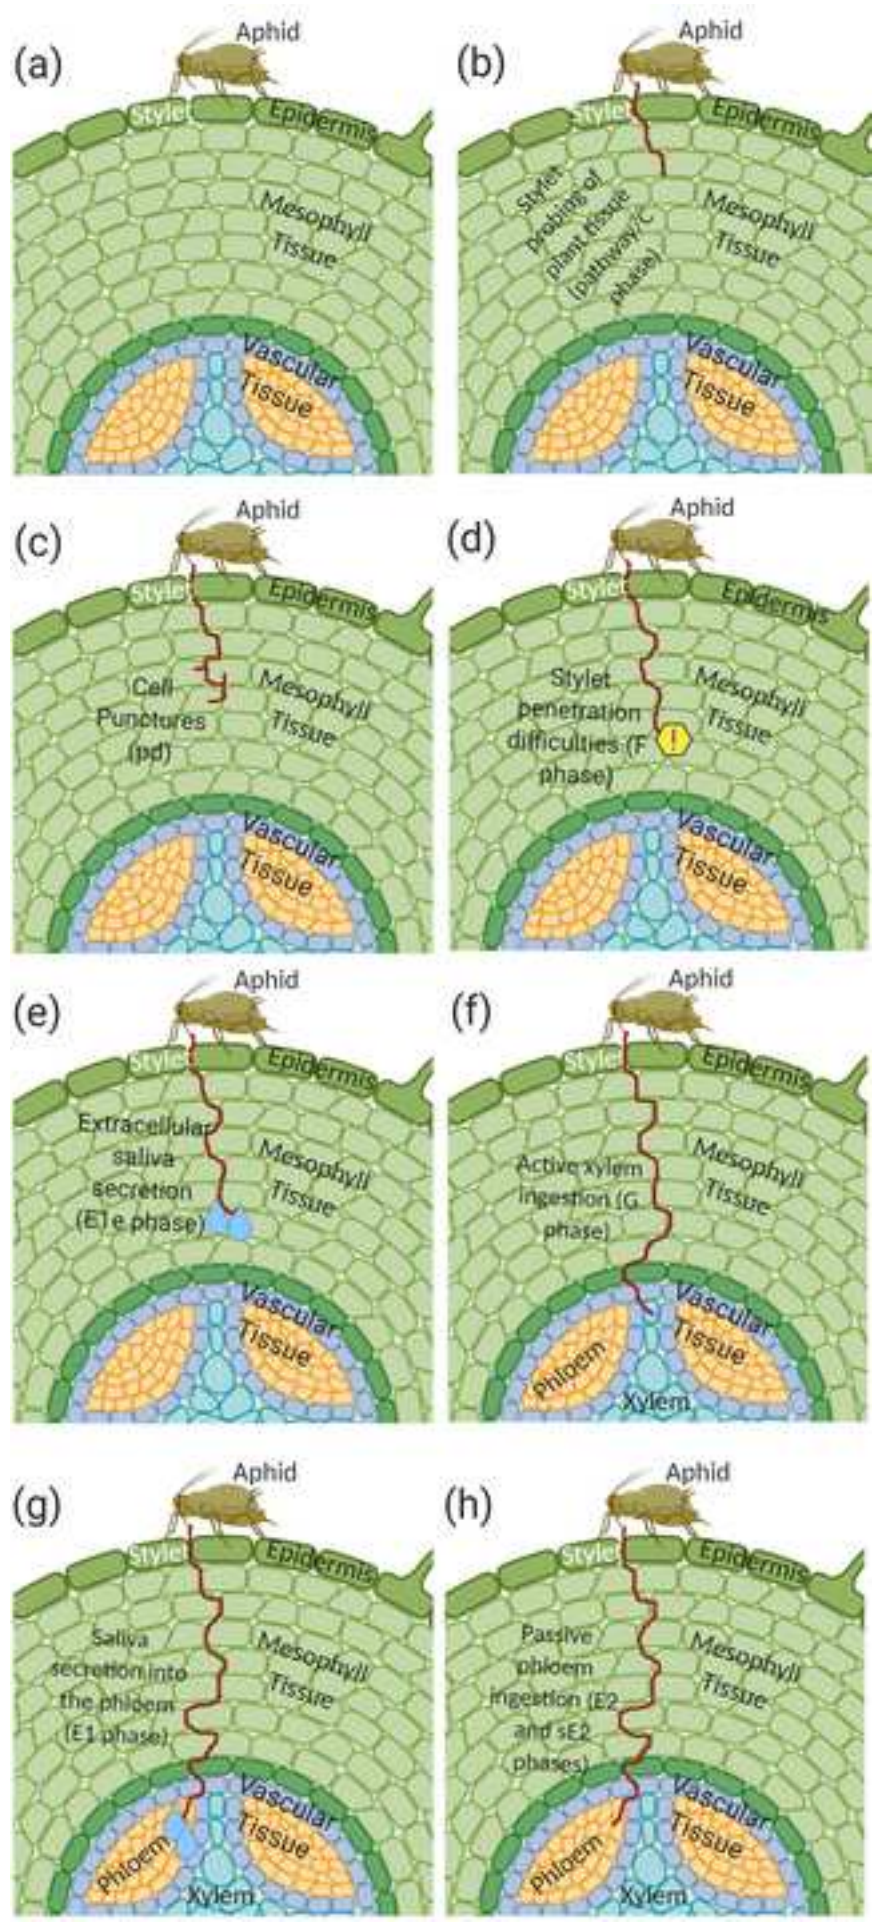 (a)
Aphid
Stylet
Epidermis
Mesophyll
Tissue
Vascular
Tissue
(b)
Aphid
Stylet
Epidermis
Stylet
probing of
plant tissue
(pathway/C
phase)
Mesophyll
Tissue
Vascular
Tissue
(c)
Aphid
Stylet
Epidermis
Cell
Punctures
(pd)
Mesophyll
Tissue
Vascular
Tissue
(d)
Aphid
Stylet
Epidermis
Stylet
penetration
difficulties (F
phase)
!
Mesophyll
Tissue
Vascular
Tissue
(e)
Aphid
Stylet
Epidermis
Extracellular
saliva
secretion
(E1e phase)
Mesophyll
Tissue
Vascular
Tissue
(f)
Aphid
Stylet
Epidermis
Active xylem
ingestion (G
phase)
Mesophyll
Tissue
Vascular
Tissue
Phloem
Xylem
(g)
Aphid
Stylet
Epidermis
Saliva
secretion into
the phloem
(E1 phase)
Mesophyll
Tissue
Vascular
Tissue
Phloem
Xylem
(h)
Aphid
Stylet
Epidermis
Passive
phloem
ingestion (E2
and sE2
phases)
Mesophyll
Tissue
Vascular
Tissue
Phloem
Xylem